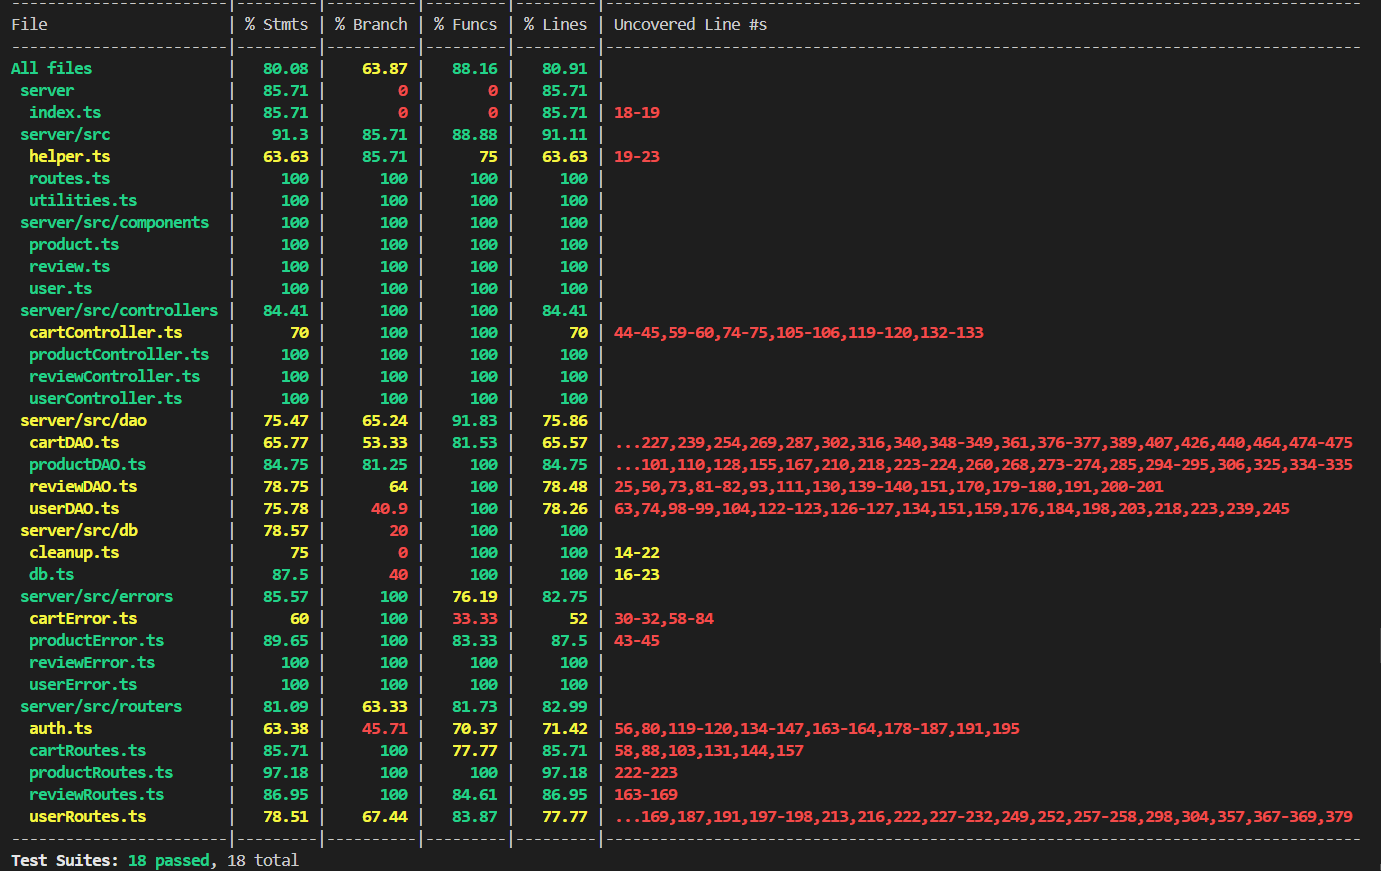 File | % Stmts | % Branch | % Funcs | % Lines | Uncovered Line #s
All files | 80.08 | 63.87 | 88.16 | 80.91 |
server | 85.71 | 0 | 0 | 85.71 |
index.ts | 85.71 | 0 | 0 | 85.71 | 18-19
server/src | 91.3 | 85.71 | 88.88 | 91.11 |
helper.ts | 63.63 | 85.71 | 75 | 63.63 | 19-23
routes.ts | 100 | 100 | 100 | 100 |
utilities.ts | 100 | 100 | 100 | 100 |
server/src/components | 100 | 100 | 100 | 100 |
product.ts | 100 | 100 | 100 | 100 |
review.ts | 100 | 100 | 100 | 100 |
user.ts | 100 | 100 | 100 | 100 |
server/src/controllers | 84.41 | 100 | 100 | 84.41 |
cartController.ts | 70 | 100 | 100 | 70 | 44-45,59-60,74-75,105-106,119-120,132-133
productController.ts | 100 | 100 | 100 | 100 |
reviewController.ts | 100 | 100 | 100 | 100 |
userController.ts | 100 | 100 | 100 | 100 |
server/src/dao | 75.47 | 65.24 | 91.83 | 75.86 |
cartDAO.ts | 65.77 | 53.33 | 81.53 | 65.57 | ...227,239,254,269,287,302,316,340,348-349,361,376-377,389,407,426,440,464,474-475
productDAO.ts | 84.75 | 81.25 | 100 | 84.75 | ...101,110,128,155,167,210,218,223-224,260,268,273-274,285,294-295,306,325,334-335
reviewDAO.ts | 78.75 | 64 | 100 | 78.48 | 25,50,73,81-82,93,111,130,139-140,151,170,179-180,191,200-201
userDAO.ts | 75.78 | 40.9 | 100 | 78.26 | 63,74,98-99,104,122-123,126-127,134,151,159,176,184,198,203,218,223,239,245
server/src/db | 78.57 | 20 | 100 | 100 |
cleanup.ts | 75 | 0 | 100 | 100 | 14-22
db.ts | 87.5 | 40 | 100 | 100 | 16-23
server/src/errors | 85.57 | 100 | 76.19 | 82.75 |
cartError.ts | 60 | 100 | 33.33 | 52 | 30-32,58-84
productError.ts | 89.65 | 100 | 83.33 | 87.5 | 43-45
reviewError.ts | 100 | 100 | 100 | 100 |
userError.ts | 100 | 100 | 100 | 100 |
server/src/routers | 81.09 | 63.33 | 81.73 | 82.99 |
auth.ts | 63.38 | 45.71 | 70.37 | 71.42 | 56,80,119-120,134-147,163-164,178-187,191,195
cartRoutes.ts | 85.71 | 100 | 77.77 | 85.71 | 58,88,103,131,144,157
productRoutes.ts | 97.18 | 100 | 100 | 97.18 | 222-223
reviewRoutes.ts | 86.95 | 100 | 84.61 | 86.95 | 163-169
userRoutes.ts | 78.51 | 67.44 | 83.87 | 77.77 | ...169,187,191,197-198,213,216,222,227-232,249,252,257-258,298,304,357,367-369,379
Test Suites: 18 passed, 18 total